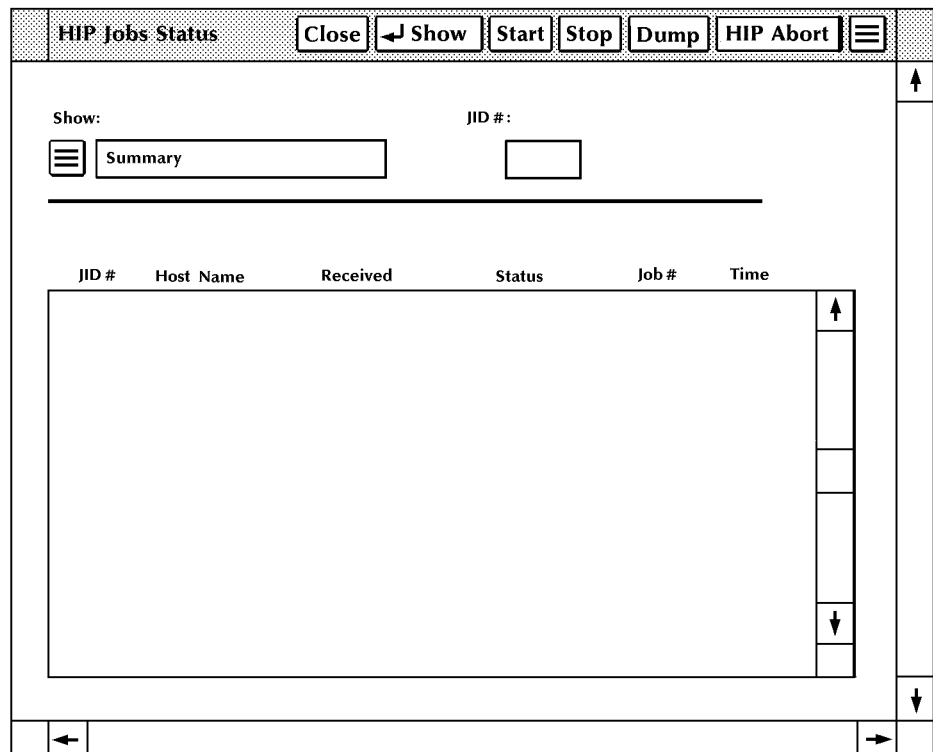 HIP Jobs Status Close Show Start Stop Dump HIP Abort
Show: JID #:
Summary
JID # Host Name Received Status Job # Time